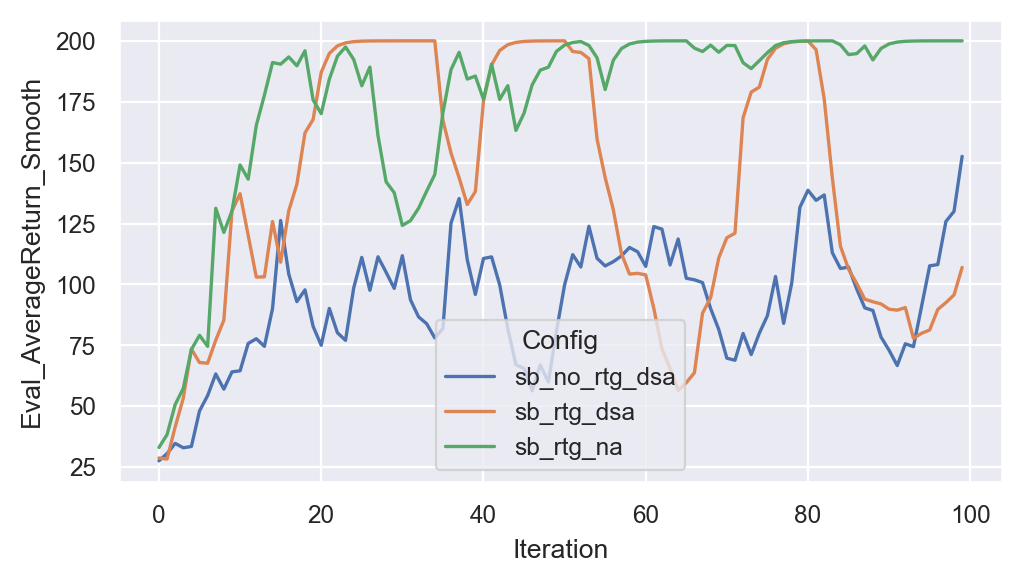 Eval_AverageReturn_Smooth
200
175
150
125
100
75
50
25
Config
sb_no_rtg_dsa
sb_rtg_dsa
sb_rtg_na
0 20 40 60 80 100
Iteration